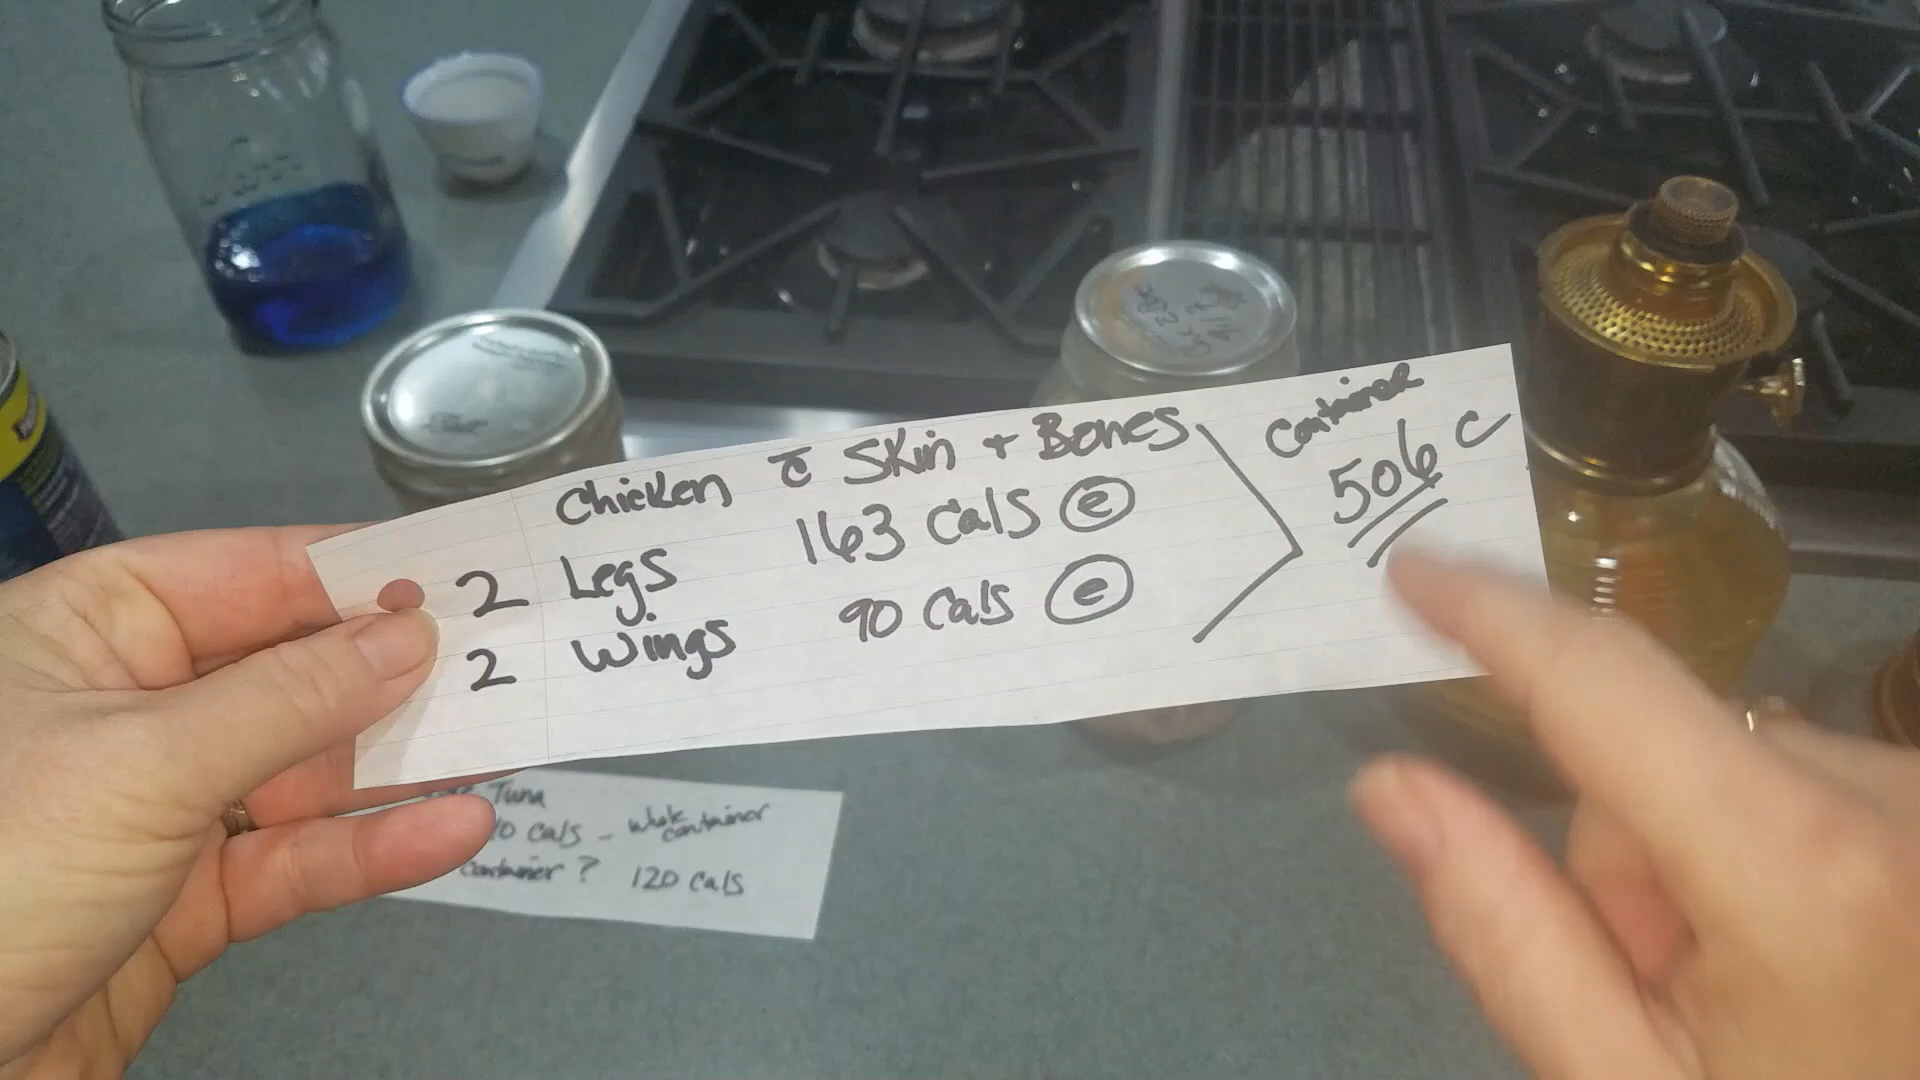 Chicken c̄ Skin + Bones
2 Legs 163 Cals ⓔ
2 Wings 90 Cals ⓔ
Container
506 C
Tuna
0 Cals - whole container
container? 120 Cals